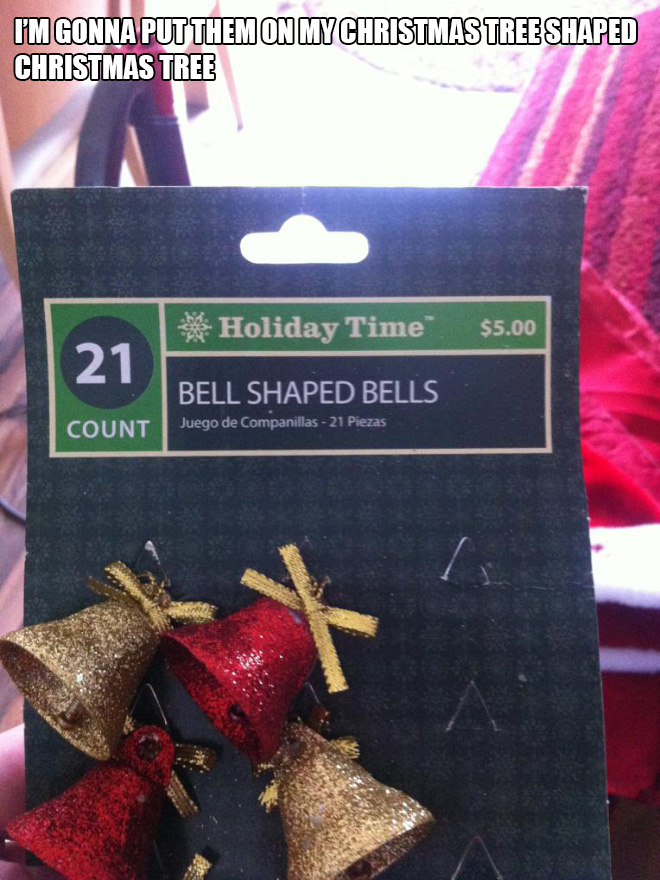 I'M GONNA PUT THEM ON MY CHRISTMAS TREE SHAPED
CHRISTMAS TREE
21
COUNT
Holiday Time™ $5.00
BELL SHAPED BELLS
Juego de Companillas - 21 Piezas